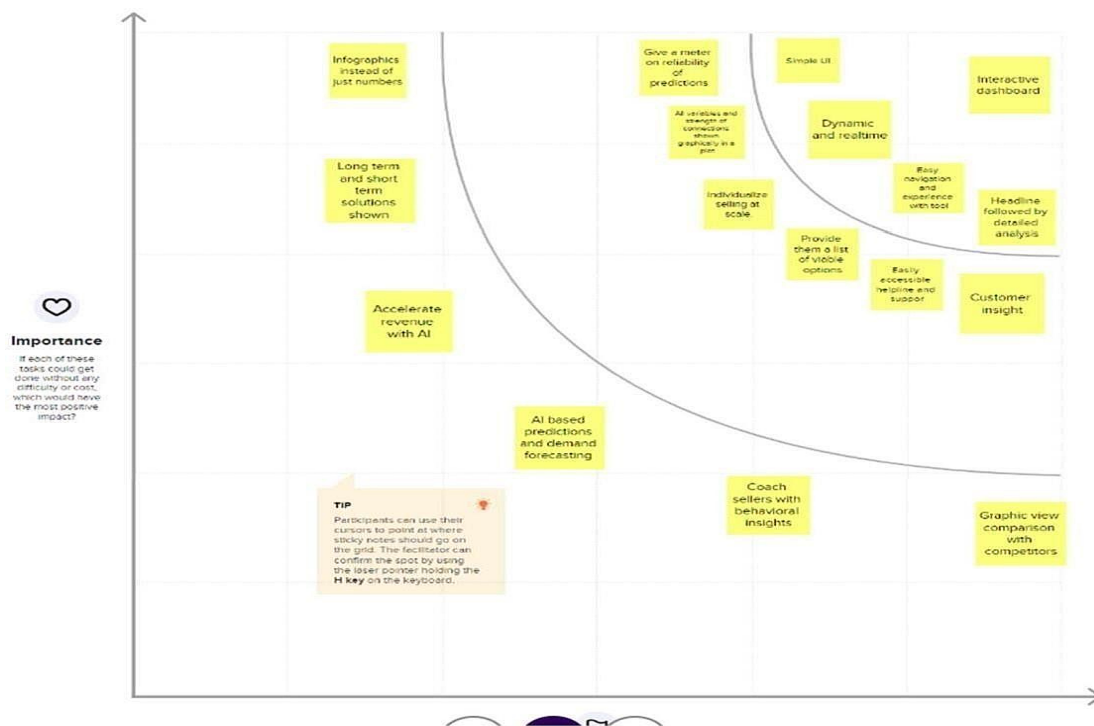 Infographics
instead of
just numbers
Give a meter
on reliability
of
predictions
Simple UI
Interactive
dashboard
All variables and
strength of
connections
shown
graphically in a
plot
Dynamic
and realtime
Long term
and short
term
solutions
shown
Individualize
selling at
scale.
Easy
navigation
and
experience
with tool
Headline
followed by
detailed
analysis
Provide
them a list
of viable
options
Easily
accessible
helpline and
suppor
Customer
insight
Accelerate
revenue
with AI
Importance
If each of these
tasks could get
done without any
difficulty or cost,
which would have
the most positive
impact?
AI based
predictions
and demand
forecasting
Coach
sellers with
behavioral
insights
Graphic view
comparison
with
competitors
TIP
Participants can use their
cursors to point at where
sticky notes should go on
the grid. The facilitator can
confirm the spot by using
the laser pointer holding the
H key on the keyboard.